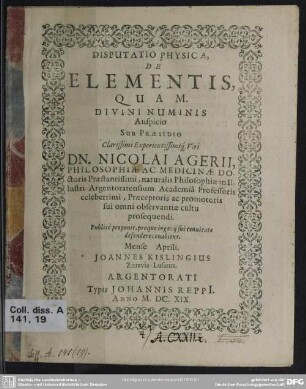 DISPUTATIO PHYSICA,
DE
ELEMENTIS,
QUAM
DIVINI NUMINIS
Auspicio
SUB PRÆSIDIO
Clarissimi Experientissimiq́; Viri
DN. NICOLAI AGERII,
PHILOSOPHIÆ AC MEDICINÆ DO-
ctoris Præstantissimi, naturalis Philosophiæ in Il-
lustri Argentoratensium Academiâ Professoris
celeberrimi, Præceptoris ac promotoris
sui omni observantiæ cultu
prosequendi.
Publicè proponit, proque ingenij sui tenuitate
defendere conabitur.
Mense Aprili.
JOANNES KISLINGIUS
Lusatus.
ARGENTORATI
Typis JOHANNIS REPPI.
ANNO M. DC. XIX.
Coll. diss. A
141, 19